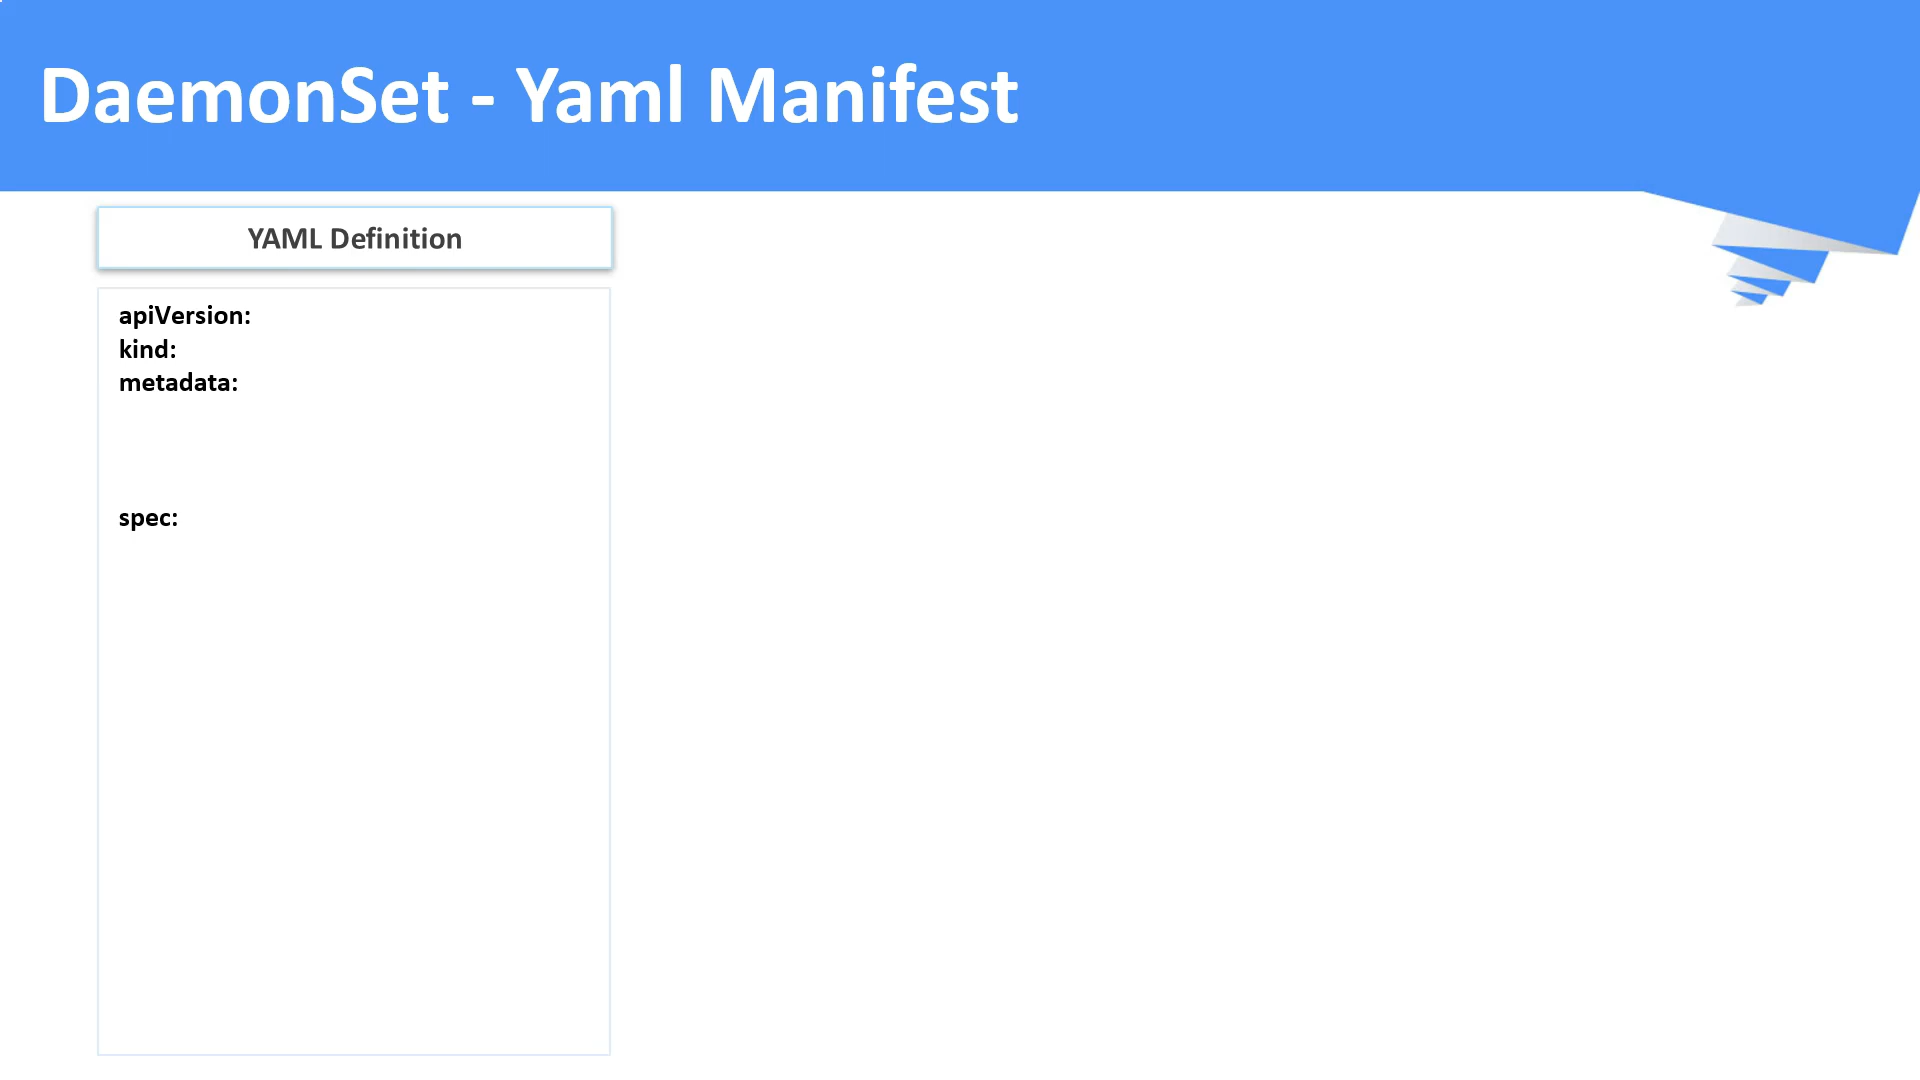 DaemonSet - Yaml Manifest
YAML Definition
apiVersion:
kind:
metadata:
spec: